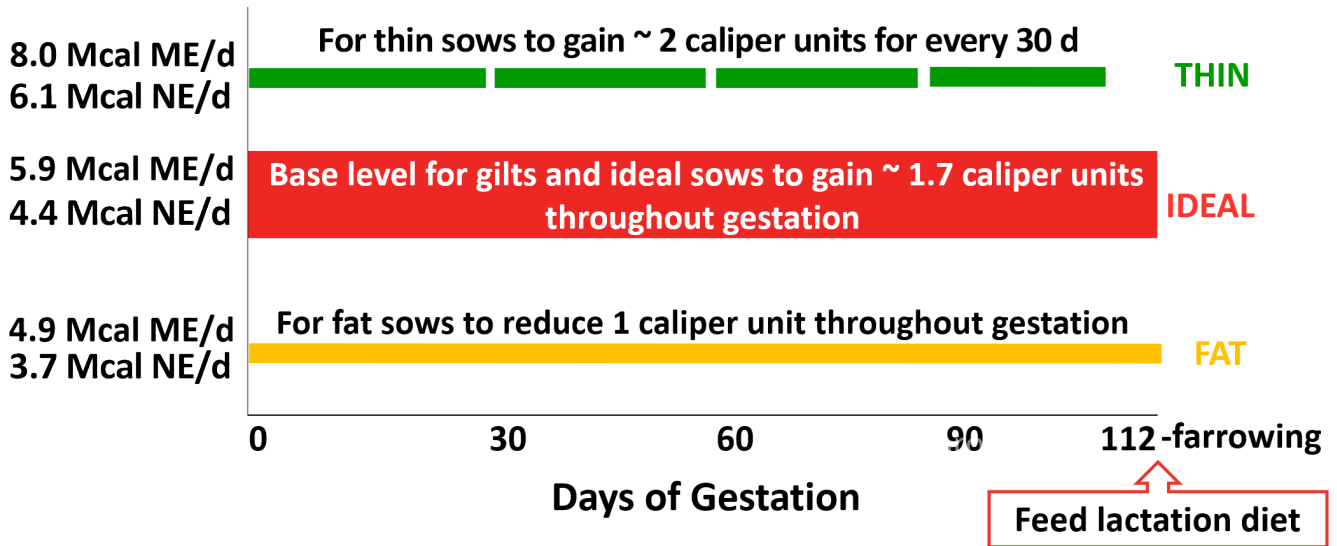 For thin sows to gain ~ 2 caliper units for every 30 d
8.0 Mcal ME/d
6.1 Mcal NE/d
THIN
5.9 Mcal ME/d
4.4 Mcal NE/d
Base level for gilts and ideal sows to gain ~ 1.7 caliper units
throughout gestation
IDEAL
4.9 Mcal ME/d
3.7 Mcal NE/d
For fat sows to reduce 1 caliper unit throughout gestation
FAT
0 30 60 90 112 -farrowing
Days of Gestation
Feed lactation diet